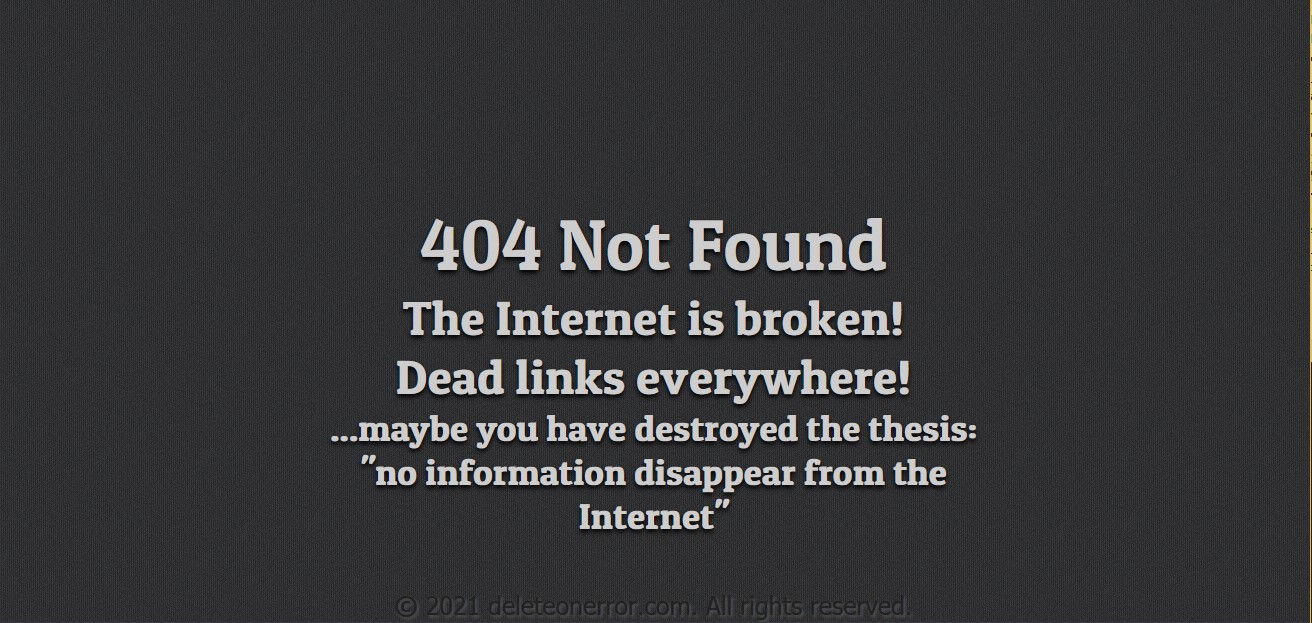 404 Not Found
The Internet is broken!
Dead links everywhere!
...maybe you have destroyed the thesis:
"no information disappear from the
Internet"
© 2021 deleteonerror.com. All rights reserved.